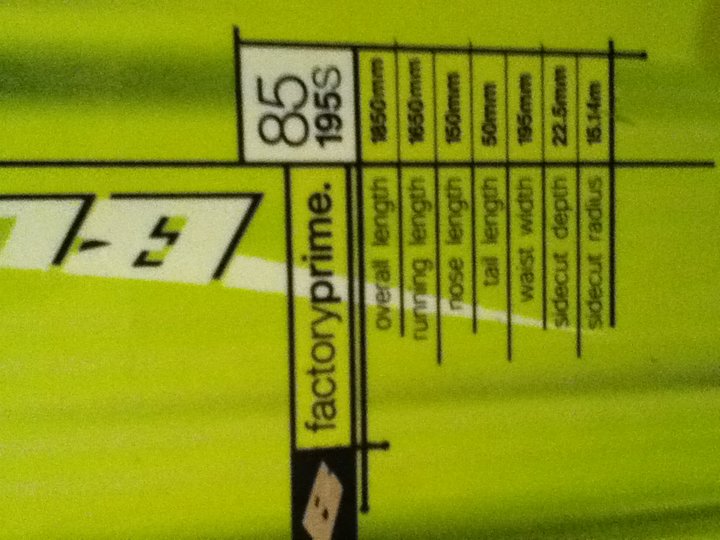 85
195S
factoryprime.
overall length 1850mm
running length 1650mm
nose length 150mm
tail length 50mm
waist width 195mm
sidecut depth 22.5mm
sidecut radius 15.14m